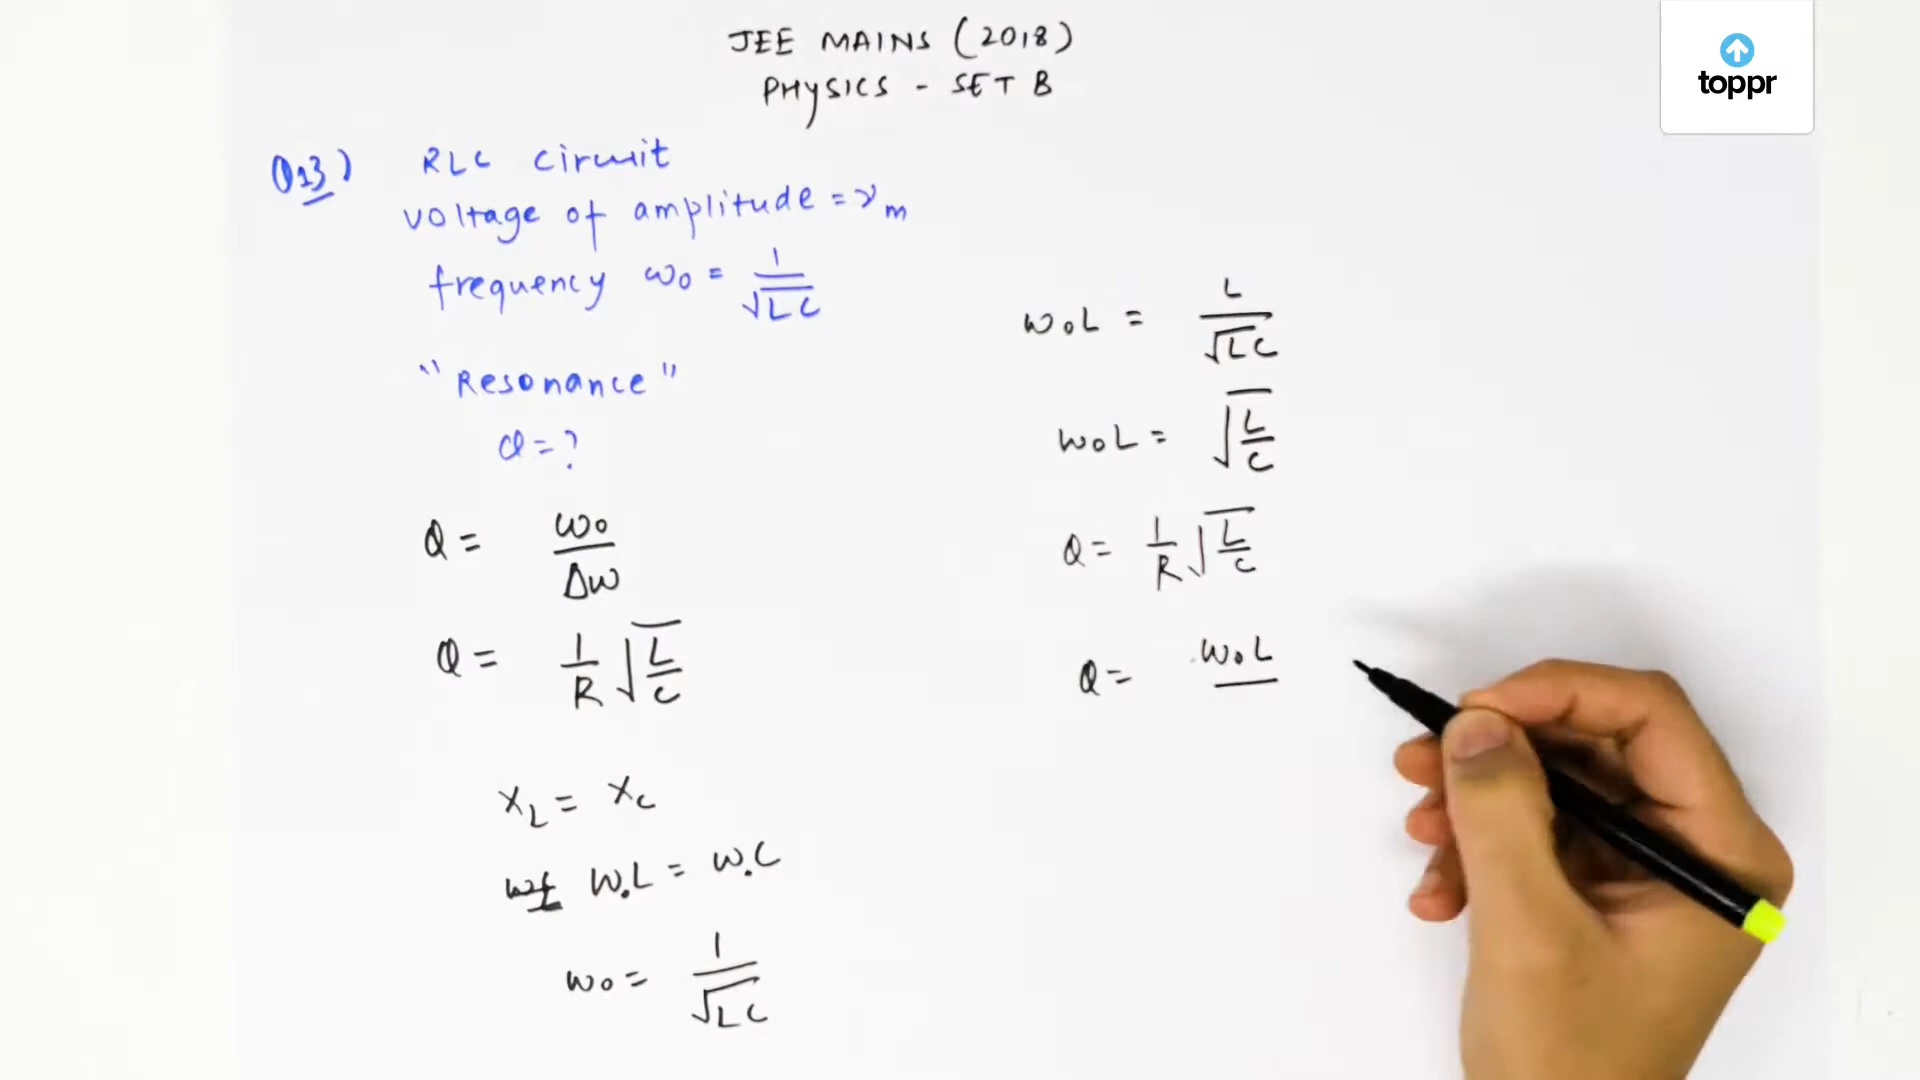 JEE MAINS (2018)
PHYSICS - SET B
toppr
Q13) RLC circuit
voltage of amplitude = vm
frequency ω0 = 1/√LC
"Resonance"
Q = ?
Q = ω0/Δω
Q = 1/R √L/C
XL = XC
ω0L = ω0C
ω0 = 1/√LC
ω0L = L/√LC
ω0L = √L/C
Q = 1/R √L/C
Q = ω0L